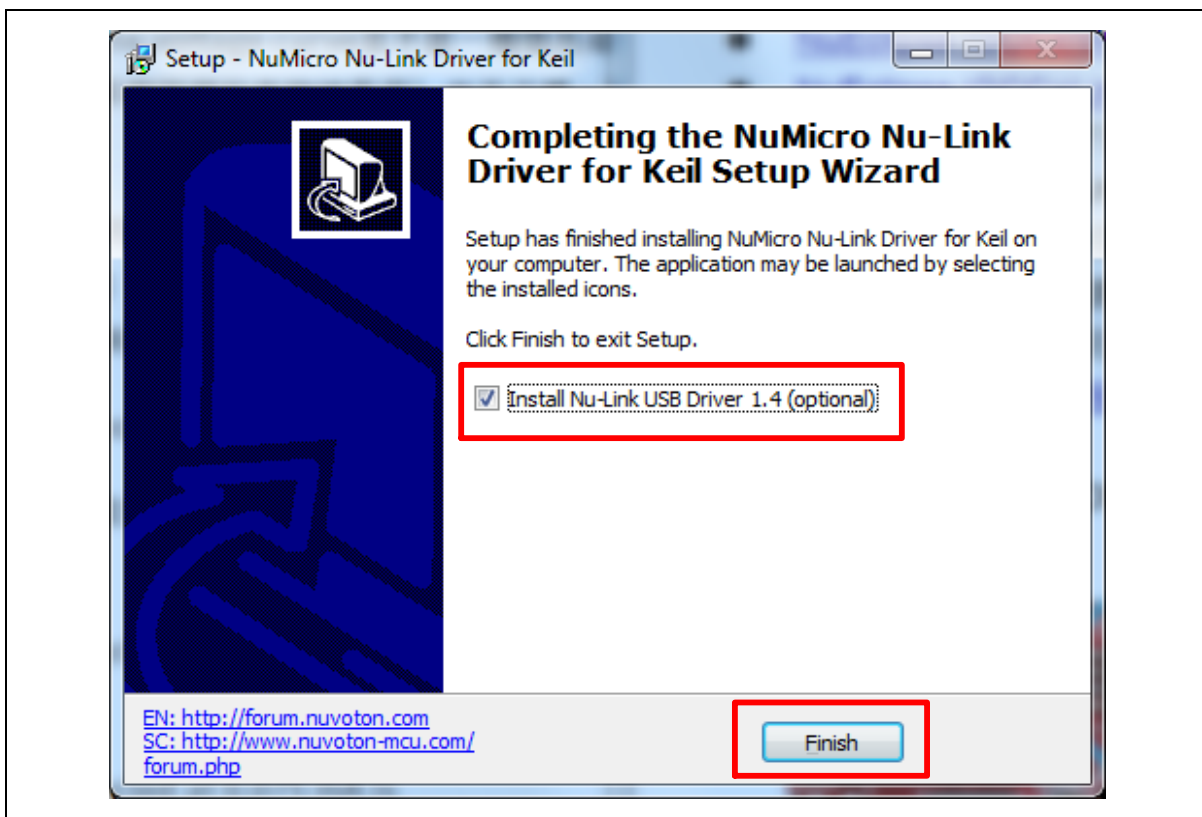 Setup - NuMicro Nu-Link Driver for Keil
Completing the NuMicro Nu-Link
Driver for Keil Setup Wizard
Setup has finished installing NuMicro Nu-Link Driver for Keil on
your computer. The application may be launched by selecting
the installed icons.
Click Finish to exit Setup.
Install Nu-Link USB Driver 1.4 (optional)
EN: http://forum.nuvoton.com
SC: http://www.nuvoton-mcu.com/
forum.php
Finish